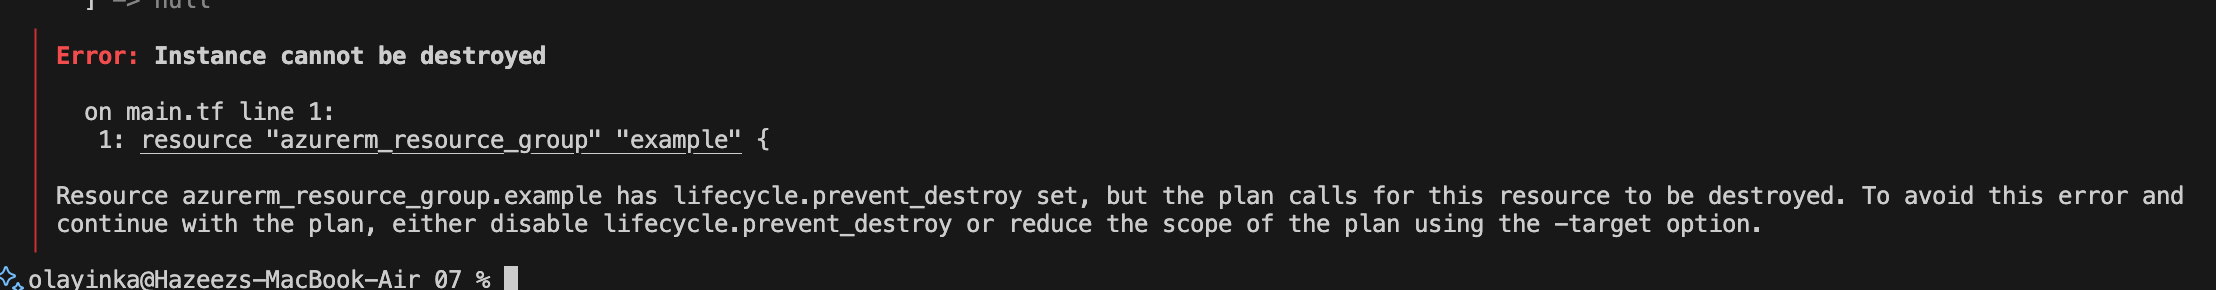 ] -> null
Error: Instance cannot be destroyed
on main.tf line 1:
1: resource "azurerm_resource_group" "example" {
Resource azurerm_resource_group.example has lifecycle.prevent_destroy set, but the plan calls for this resource to be destroyed. To avoid this error and
continue with the plan, either disable lifecycle.prevent_destroy or reduce the scope of the plan using the -target option.
olayinka@Hazeezs-MacBook-Air 07 %